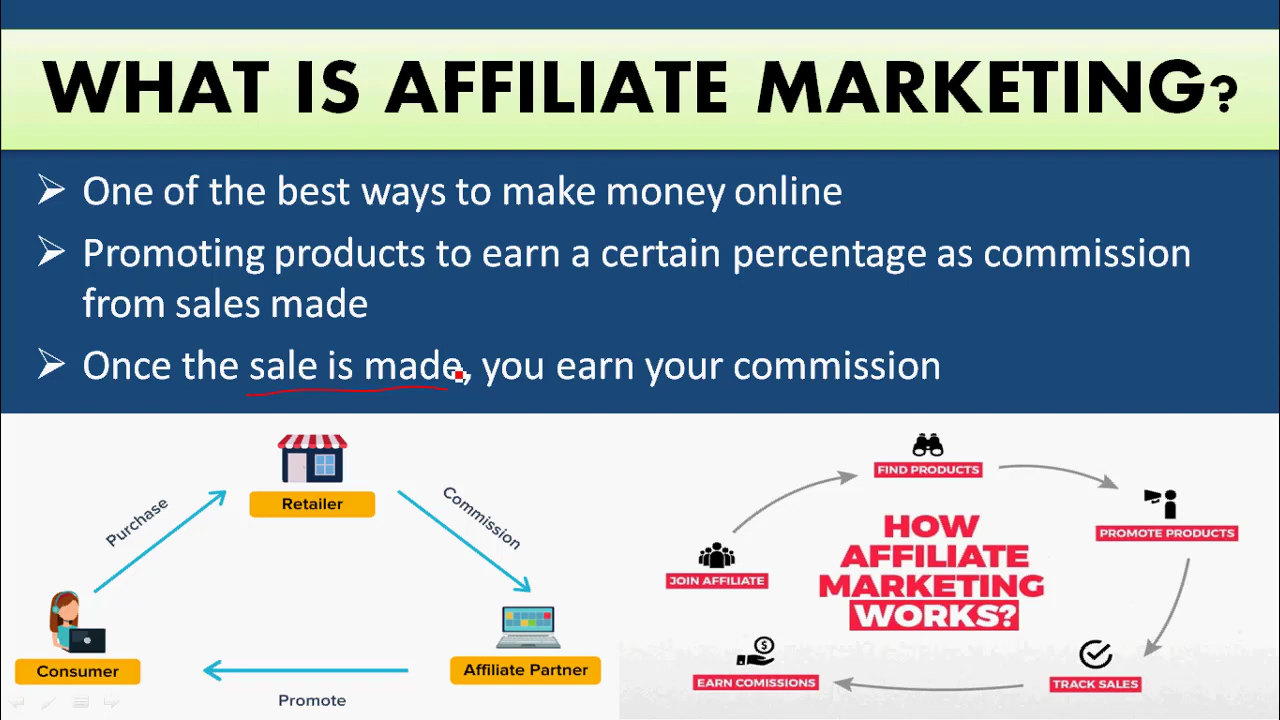 WHAT IS AFFILIATE MARKETING?
One of the best ways to make money online
Promoting products to earn a certain percentage as commission
from sales made
Once the sale is made, you earn your commission
Retailer
Purchase
Commission
Consumer
Affiliate Partner
Promote
FIND PRODUCTS
PROMOTE PRODUCTS
HOW
AFFILIATE
MARKETING
WORKS?
JOIN AFFILIATE
EARN COMISSIONS
TRACK SALES